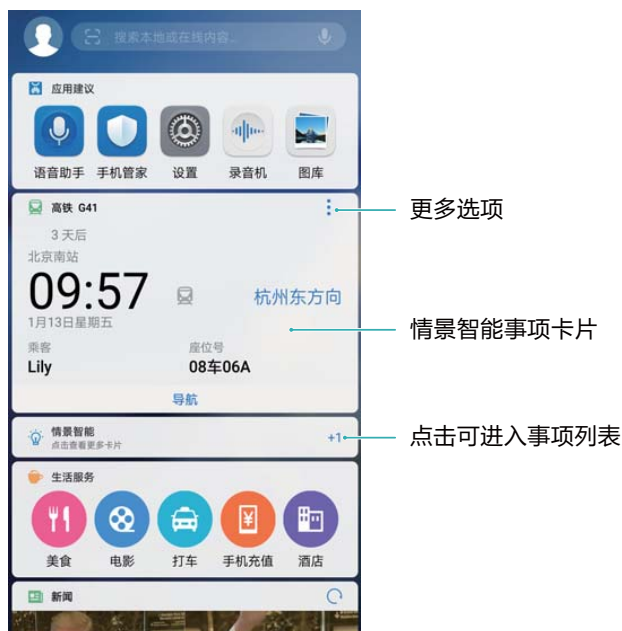 搜索本地或在线内容...
应用建议
语音助手 手机管家 设置 录音机 图库
高铁 G41
更多选项
3 天后
北京南站
09:57
杭州东方向
1月13日星期五
情景智能事项卡片
乘客 座位号
Lily 08车06A
导航
情景智能
点击查看更多卡片
+1
点击可进入事项列表
生活服务
美食 电影 打车 手机充值 酒店
新闻